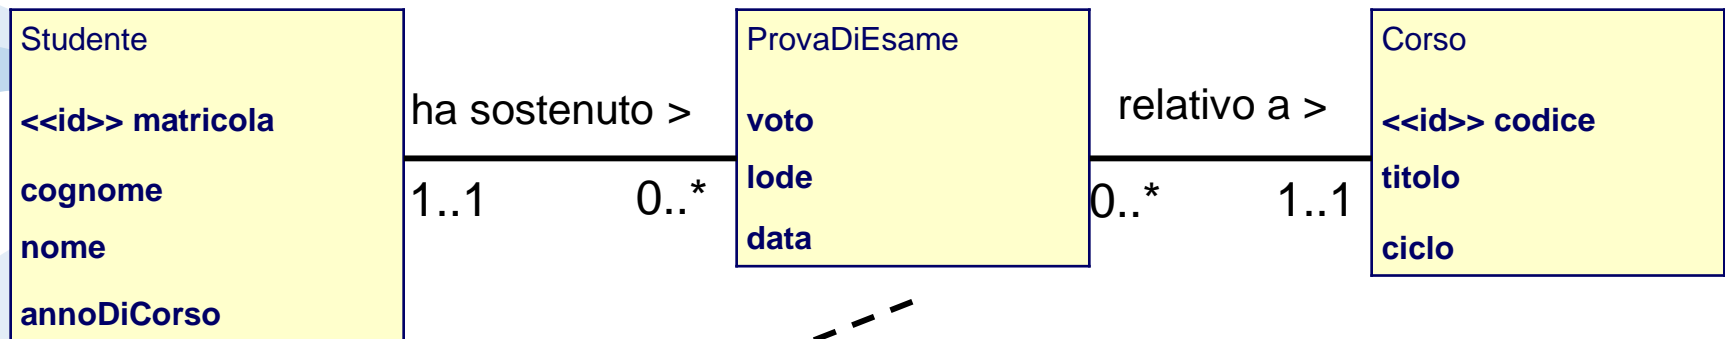 Studente
<<id>> matricola
cognome
nome
annoDiCorso
ha sostenuto >
1..1
0..*
ProvaDiEsame
voto
lode
data
relativo a >
0..*
1..1
Corso
<<id>> codice
titolo
ciclo